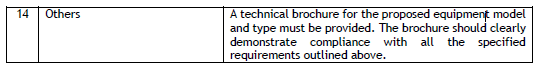 14 Others A technical brochure for the proposed equipment model
and type must be provided. The brochure should clearly
demonstrate compliance with all the specified
requirements outlined above.